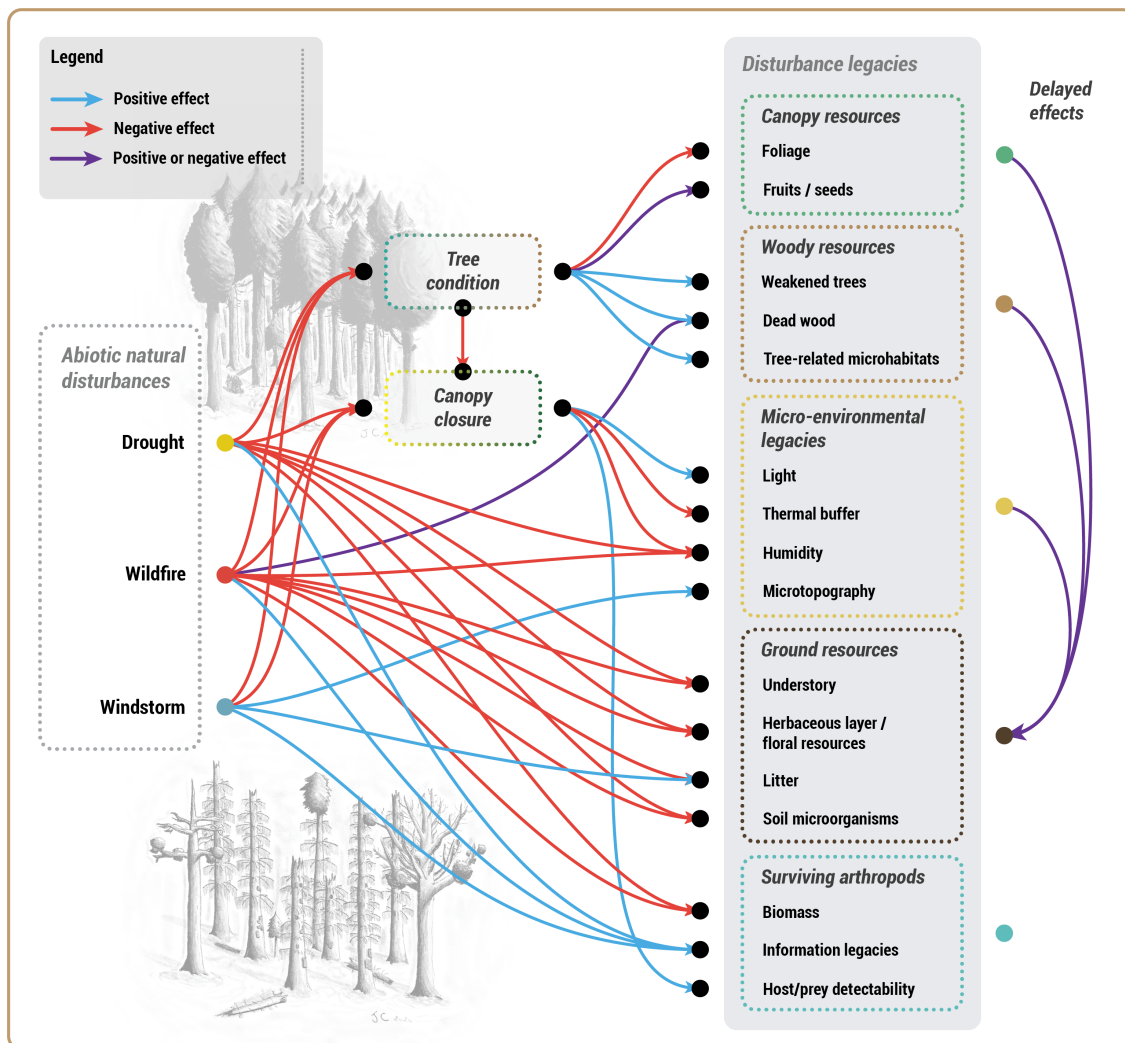 Legend
Positive effect
Negative effect
Positive or negative effect
Abiotic natural
disturbances
Drought
Wildfire
Windstorm
Tree
condition
Canopy
closure
Disturbance legacies
Canopy resources
Foliage
Fruits / seeds
Woody resources
Weakened trees
Dead wood
Tree-related microhabitats
Micro-environmental
legacies
Light
Thermal buffer
Humidity
Microtopography
Ground resources
Understory
Herbaceous layer /
floral resources
Litter
Soil microorganisms
Surviving arthropods
Biomass
Information legacies
Host/prey detectability
Delayed
effects